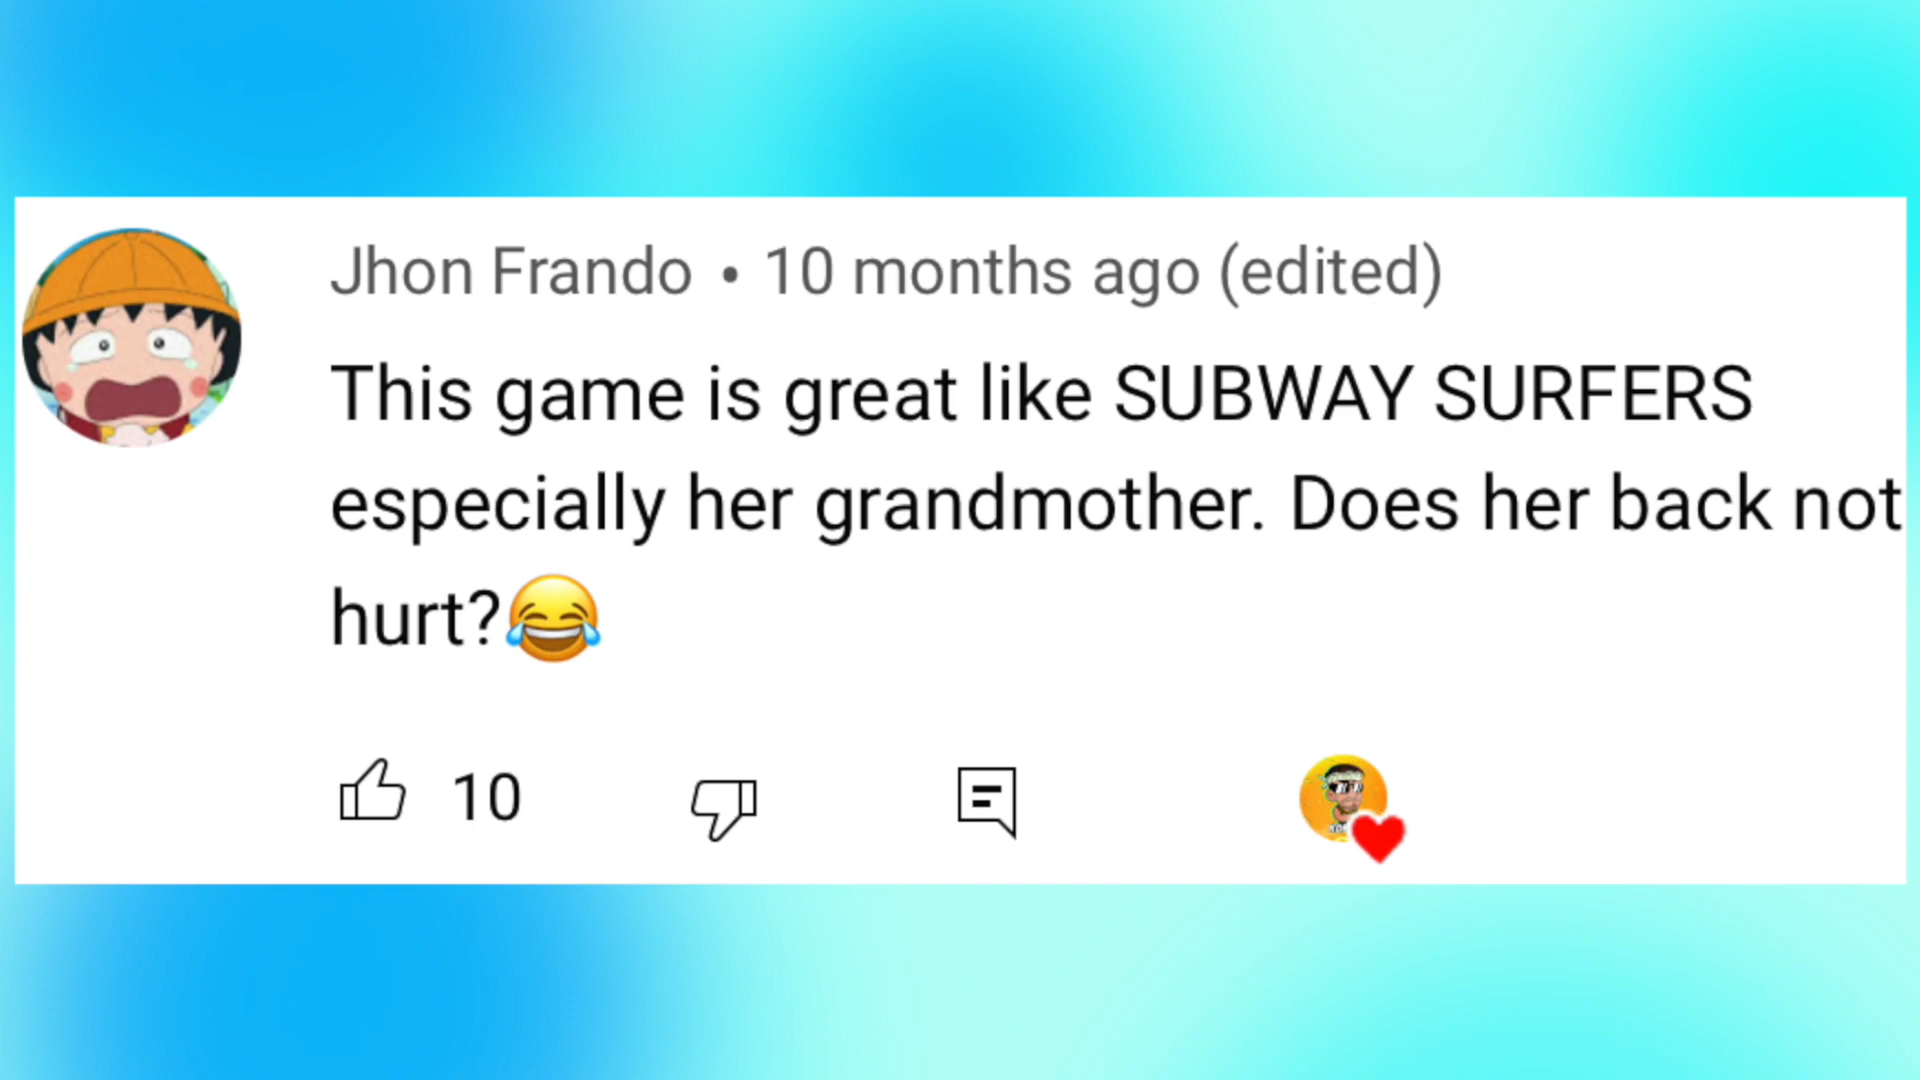 Jhon Frando • 10 months ago (edited)
This game is great like SUBWAY SURFERS
especially her grandmother. Does her back not
hurt?😂
10